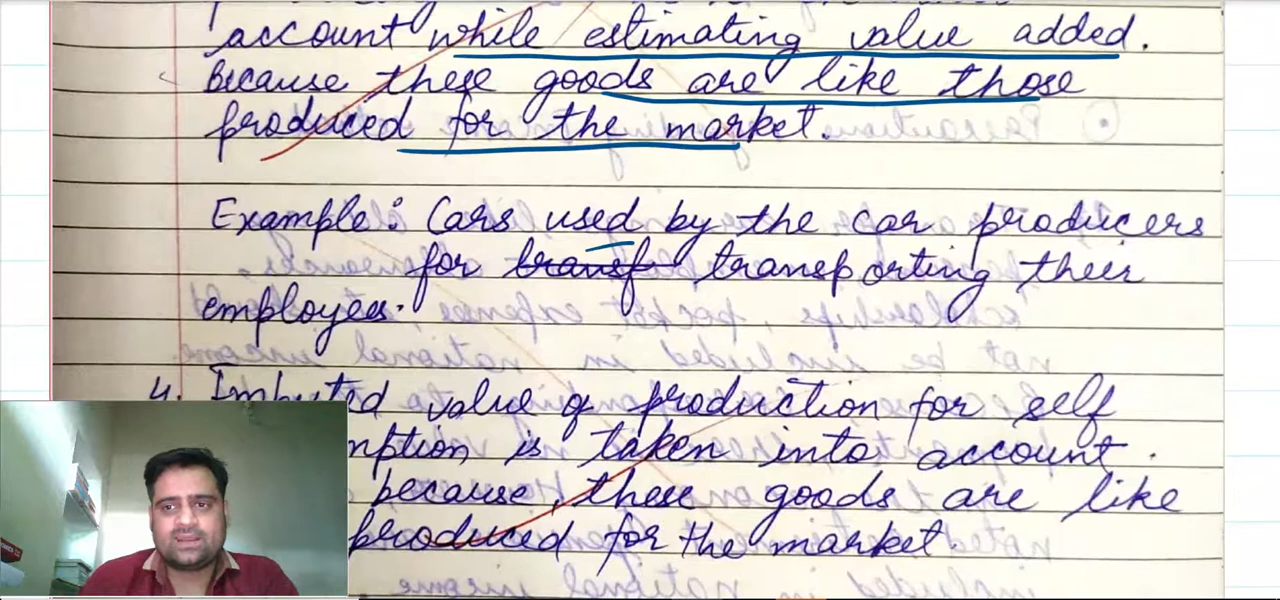 account while estimating value added.
Because these goods are like those
produced for the market.
Example: Cars used by the car producers
for transf transporting their
employees.
4. Imputed value of production for self
mption is taken into account.
because, these goods are like
produced for the market